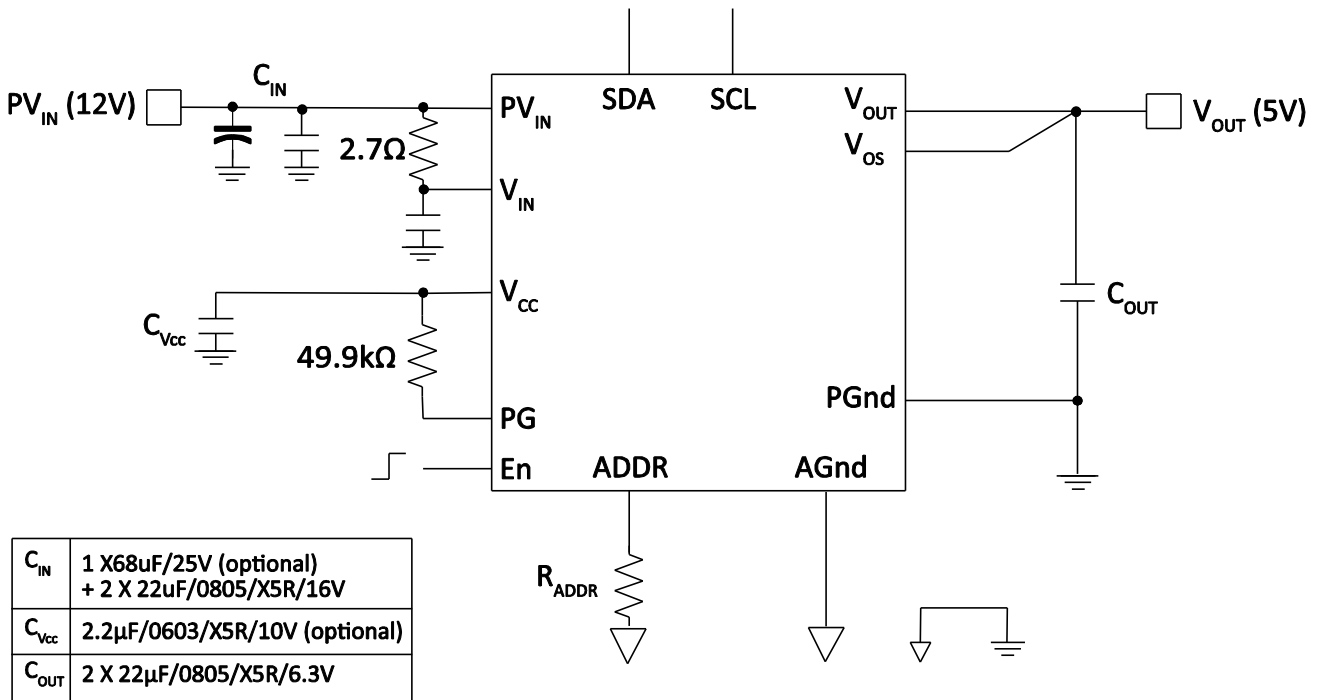 SDA SCL
C_IN
PV_IN (12V)
PV_IN
V_OUT
V_OUT (5V)
2.7Ω
V_OS
V_IN
V_CC
C_Vcc
49.9kΩ
C_OUT
PGnd
PG
En
ADDR
AGnd
R_ADDR
C_IN 1 X68uF/25V (optional)
+ 2 X 22uF/0805/X5R/16V
C_Vcc 2.2µF/0603/X5R/10V (optional)
C_OUT 2 X 22µF/0805/X5R/6.3V